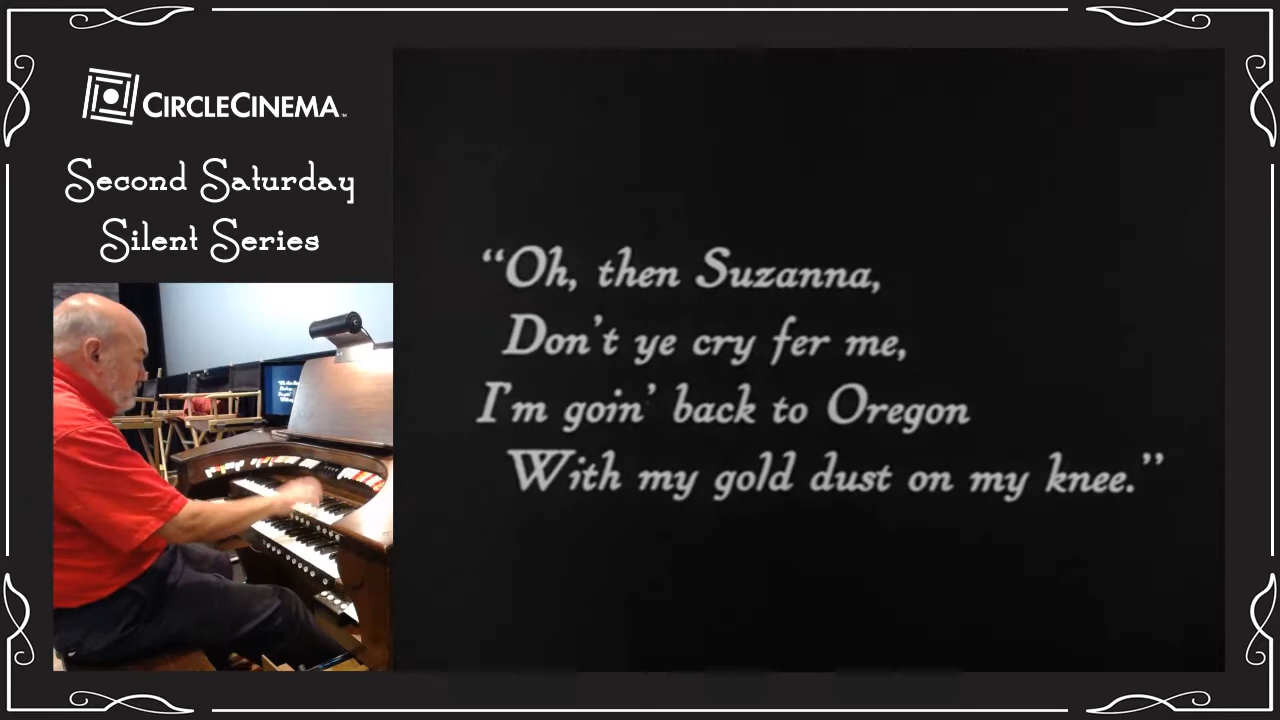 CIRCLECINEMA™
Second Saturday
Silent Series
“Oh, then Suzanna,
Don’t ye cry fer me,
I’m goin’ back to Oregon
With my gold dust on my knee.”